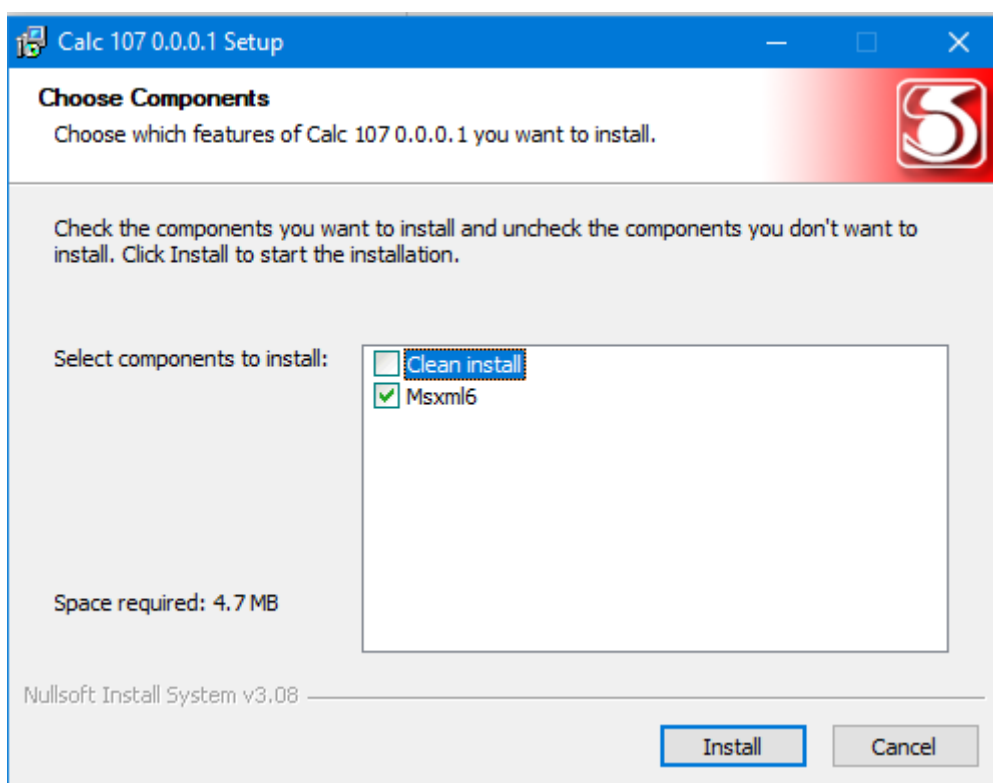 Calc 107 0.0.0.1 Setup
Choose Components
Choose which features of Calc 107 0.0.0.1 you want to install.
Check the components you want to install and uncheck the components you don't want to
install. Click Install to start the installation.
Select components to install:
Clean install
Msxml6
Space required: 4.7 MB
Nullsoft Install System v3.08
Install
Cancel